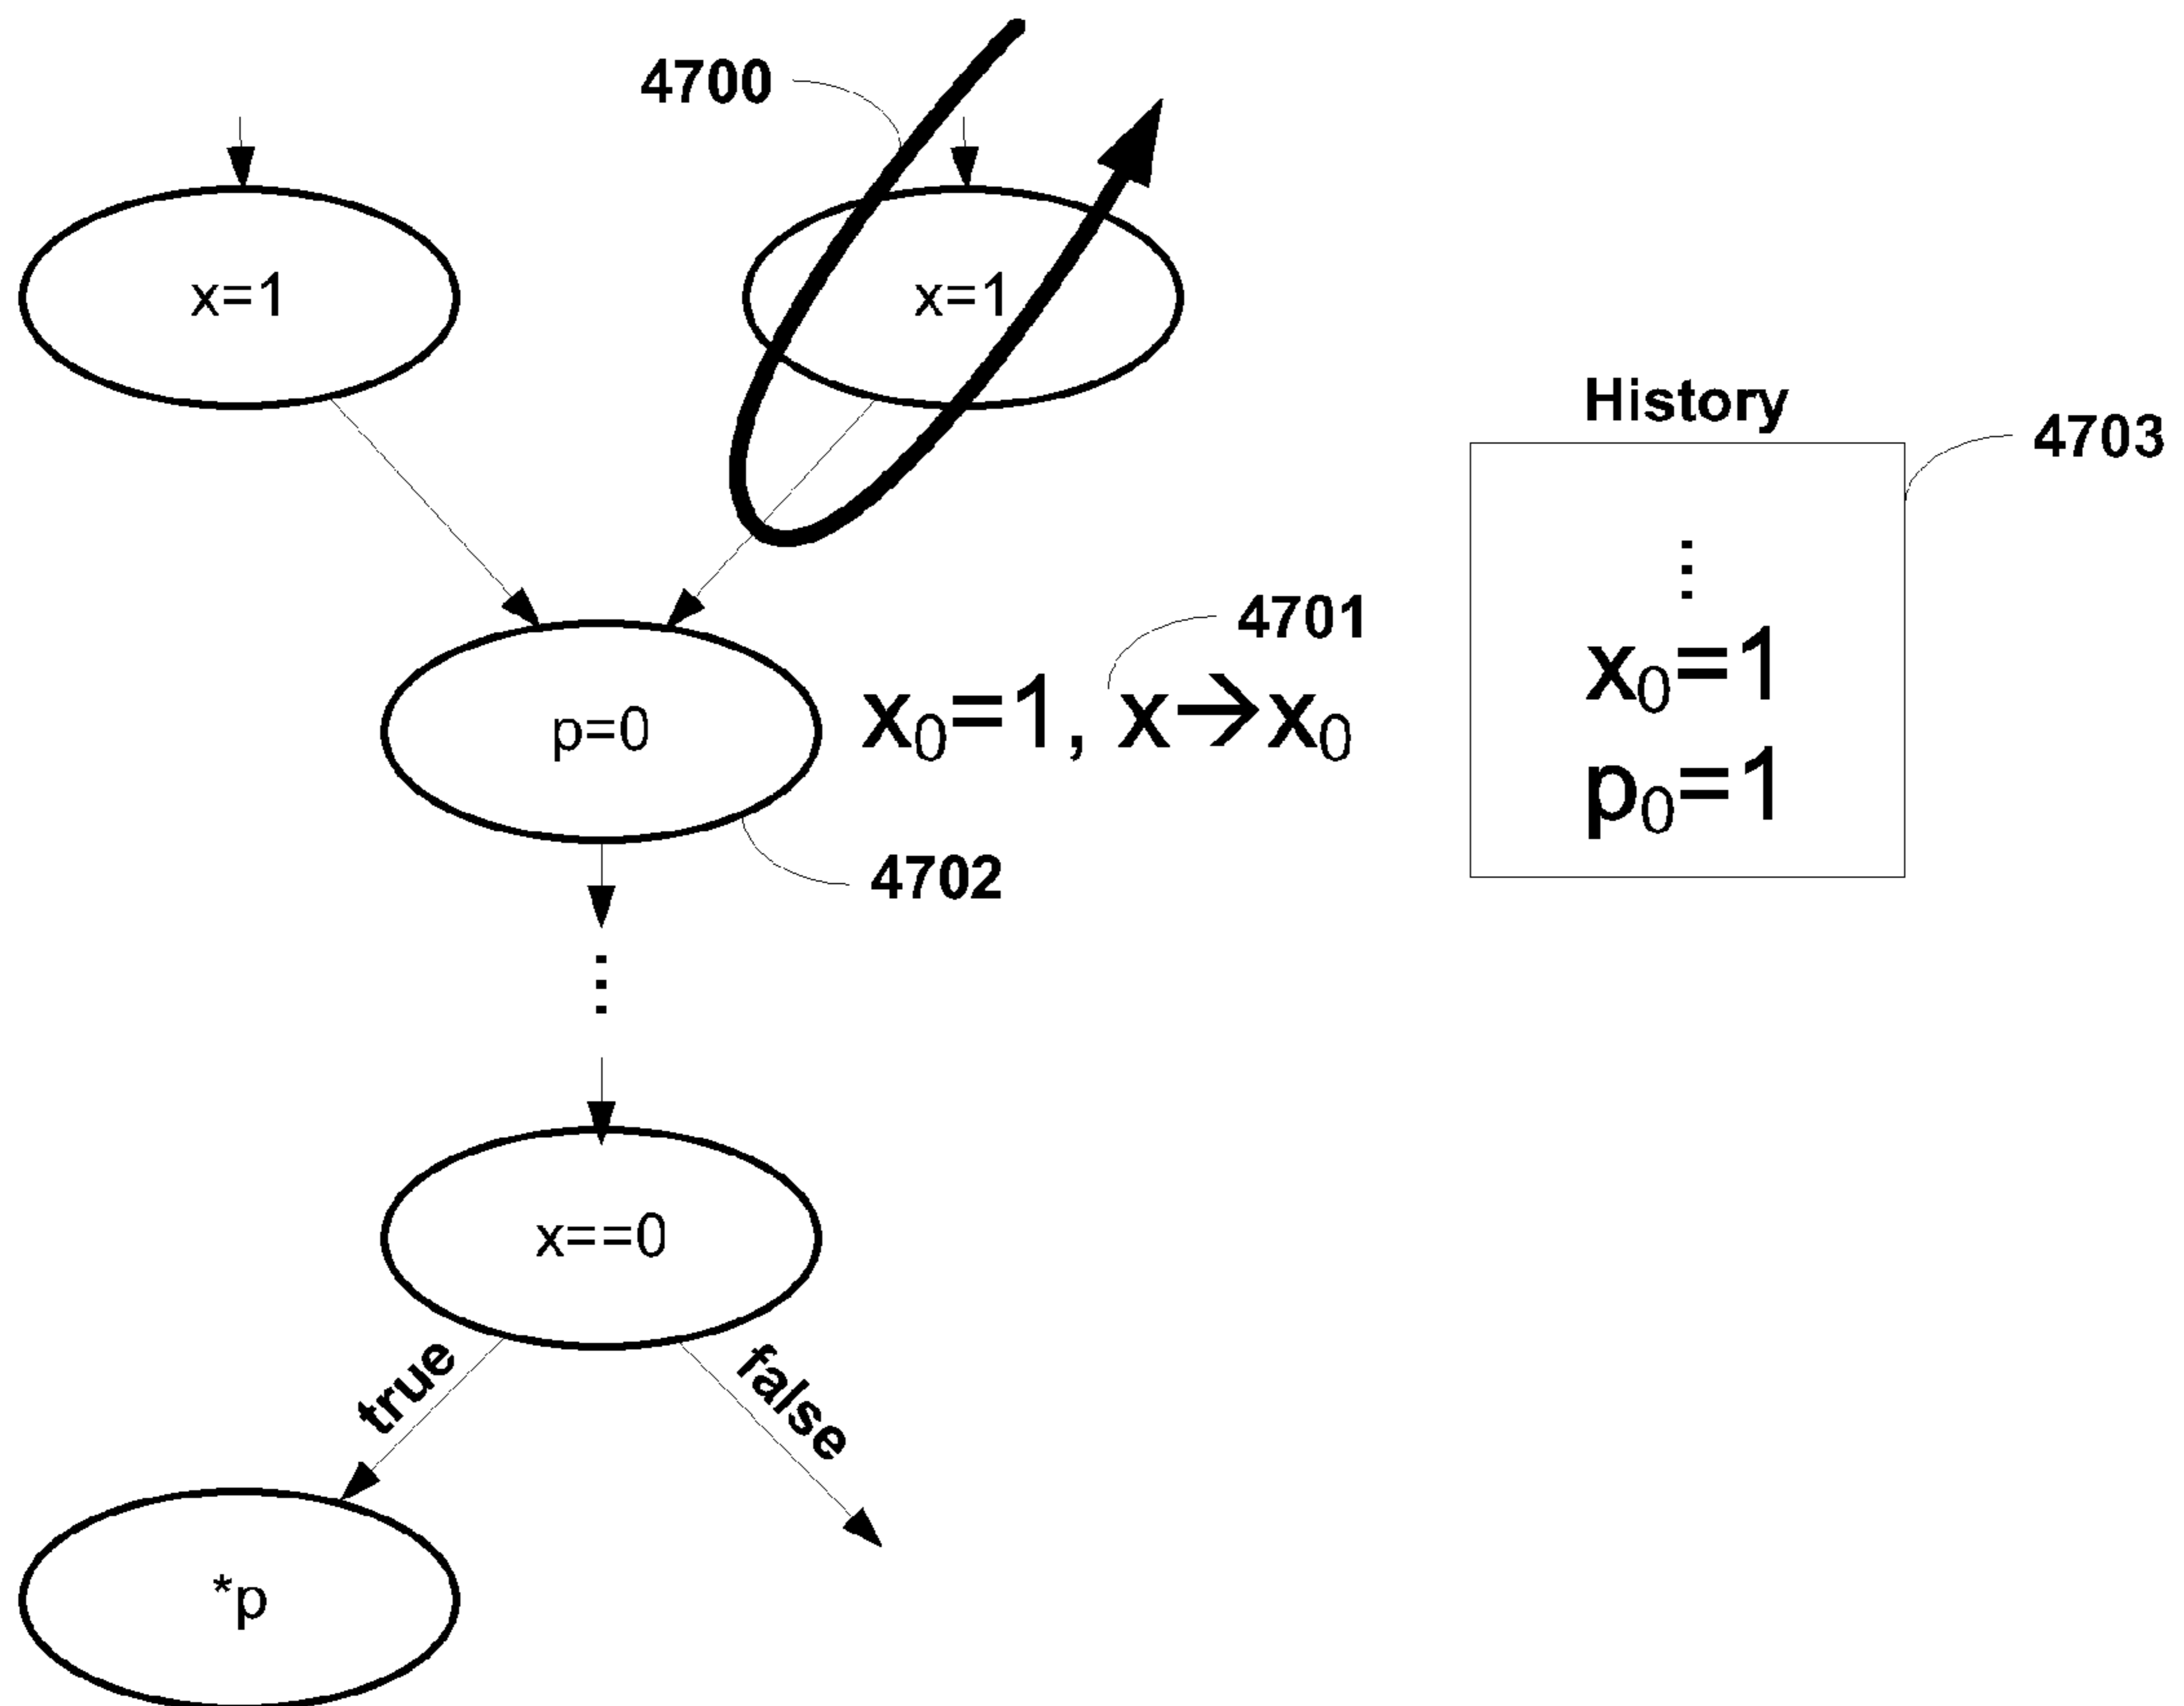 4700
x=1
x=1
History
4703
⋮
x₀=1
p₀=1
4701
p=0
x₀=1, x→x₀
4702
⋮
x==0
true
false
*p